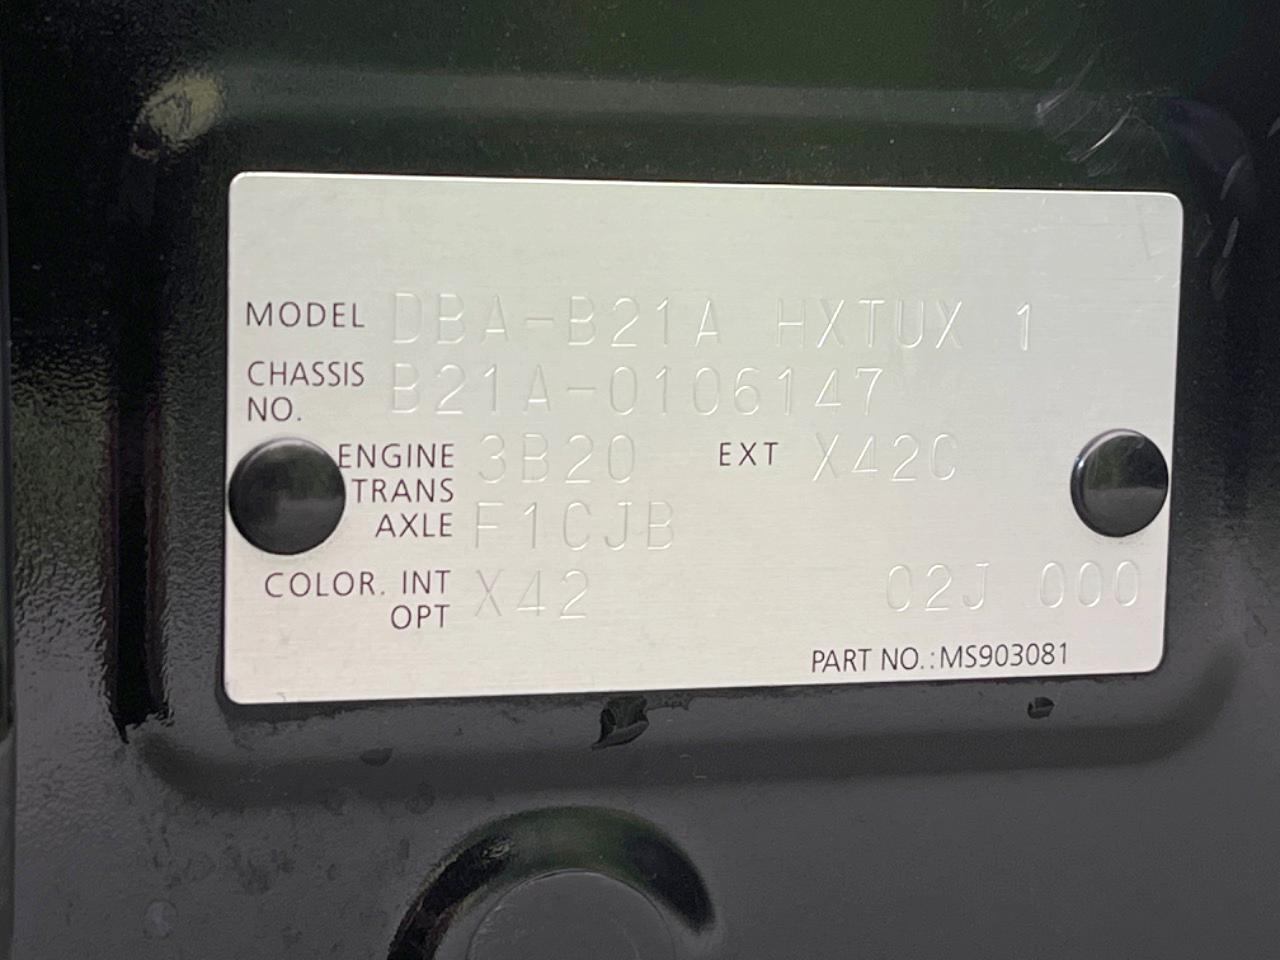 MODEL DBA-B21A HXTUX 1
CHASSIS NO. B21A-0106147
ENGINE 3B20 EXT X42C
TRANS AXLE F1CJB
COLOR. INT OPT X42 02J 000
PART NO.:MS903081